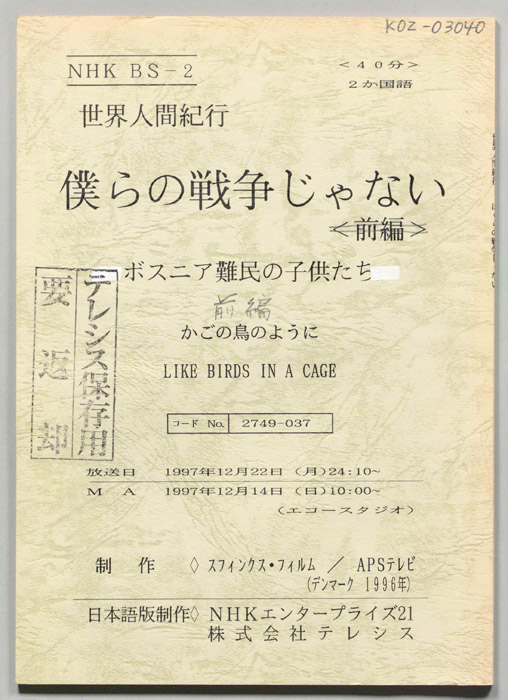 KOZ-03040
NHK BS-2
<40分>
2か国語
世界人間紀行
僕らの戦争じゃない
<前編>
ボスニア難民の子供たち
前編
かごの鳥のように
LIKE BIRDS IN A CAGE
コード No. 2749-037
テレシス保存用
要返却
放送日 1997年12月22日 (月)24:10~
MA 1997年12月14日 (日)10:00~
(エコースタジオ)
制作 ◇ スフィンクス・フィルム / APSテレビ
(デンマーク 1996年)
日本語版制作◇ NHKエンタープライズ21
株式会社テレシス